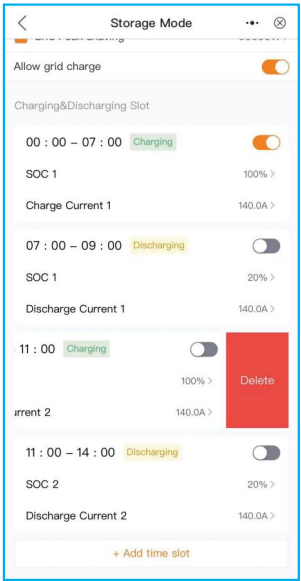 Storage Mode
Allow grid charge
Charging&Discharging Slot
00 : 00 – 07 : 00 Charging
SOC 1 100% >
Charge Current 1 140.0A >
07 : 00 – 09 : 00 Discharging
SOC 1 20% >
Discharge Current 1 140.0A >
11 : 00 Charging
100% > Delete
urrent 2 140.0A >
11 : 00 – 14 : 00 Discharging
SOC 2 20% >
Discharge Current 2 140.0A >
+ Add time slot